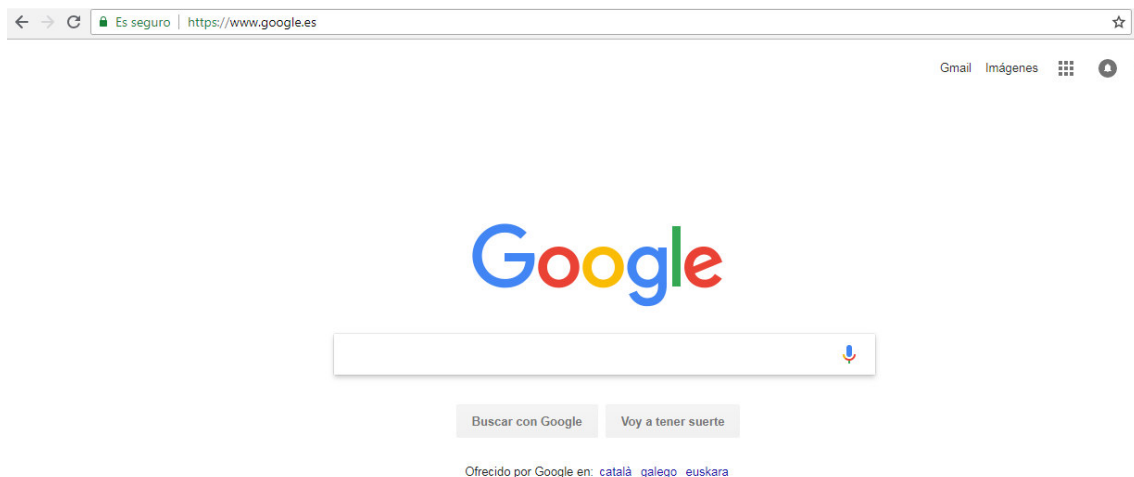 Es seguro | https://www.google.es
Gmail Imágenes
Google
Buscar con Google Voy a tener suerte
Ofrecido por Google en: català galego euskara